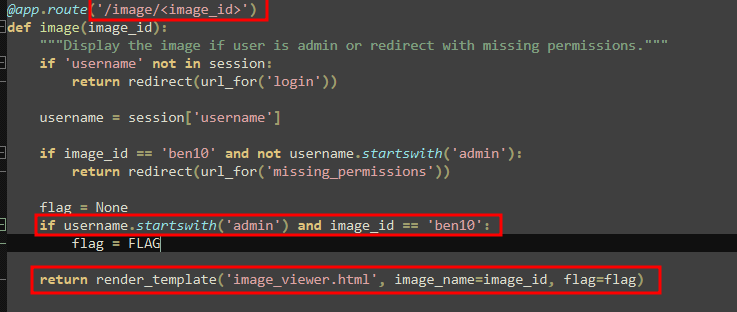 @app.route('/image/<image_id>')
def image(image_id):
    """Display the image if user is admin or redirect with missing permissions."""
    if 'username' not in session:
        return redirect(url_for('login'))
    username = session['username']
    if image_id == 'ben10' and not username.startswith('admin'):
        return redirect(url_for('missing_permissions'))
    flag = None
    if username.startswith('admin') and image_id == 'ben10':
        flag = FLAG
    return render_template('image_viewer.html', image_name=image_id, flag=flag)